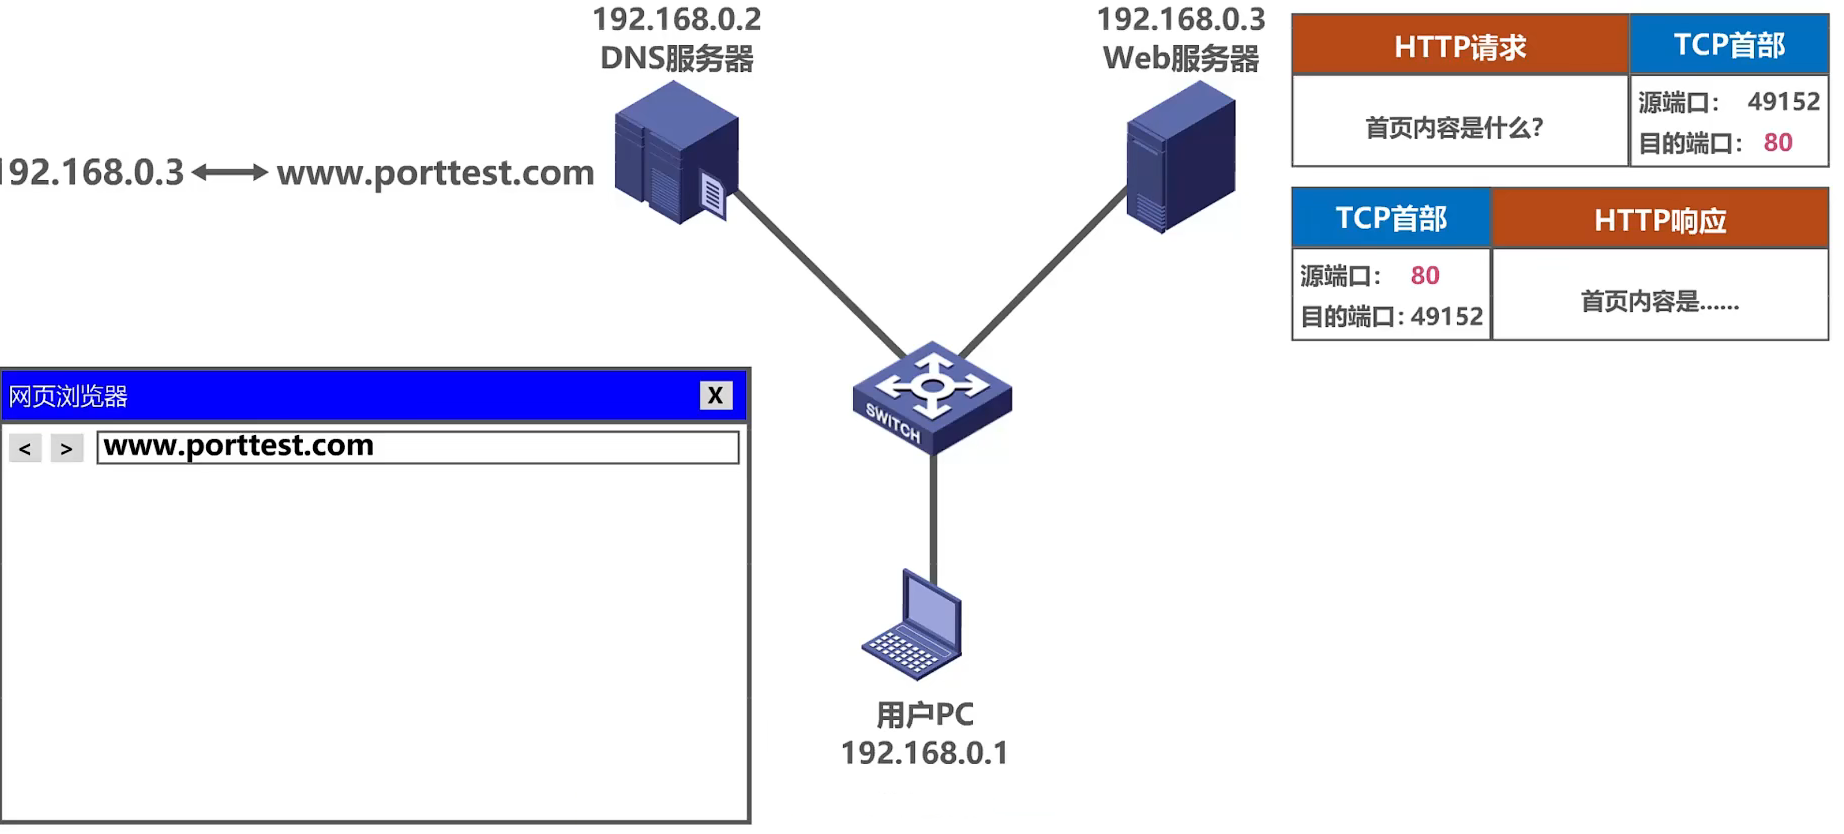 192.168.0.2
DNS服务器
192.168.0.3
Web服务器
HTTP请求
TCP首部
首页内容是什么?
源端口： 49152
目的端口： 80
TCP首部
HTTP响应
源端口： 80
目的端口：49152
首页内容是......
192.168.0.3
www.porttest.com
网页浏览器
X
<
>
www.porttest.com
SWITCH
用户PC
192.168.0.1